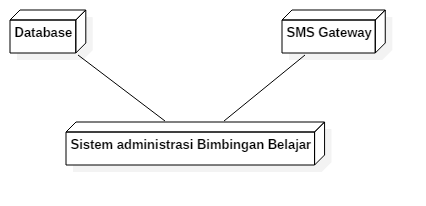 Database
SMS Gateway
Sistem administrasi Bimbingan Belajar